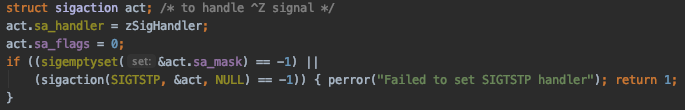 struct sigaction act; /* to handle ^Z signal */
act.sa_handler = zSigHandler;
act.sa_flags = 0;
if ((sigemptyset( set: &act.sa_mask) == -1) ||
    (sigaction(SIGTSTP, &act, NULL) == -1)) { perror("Failed to set SIGTSTP handler"); return 1;
}